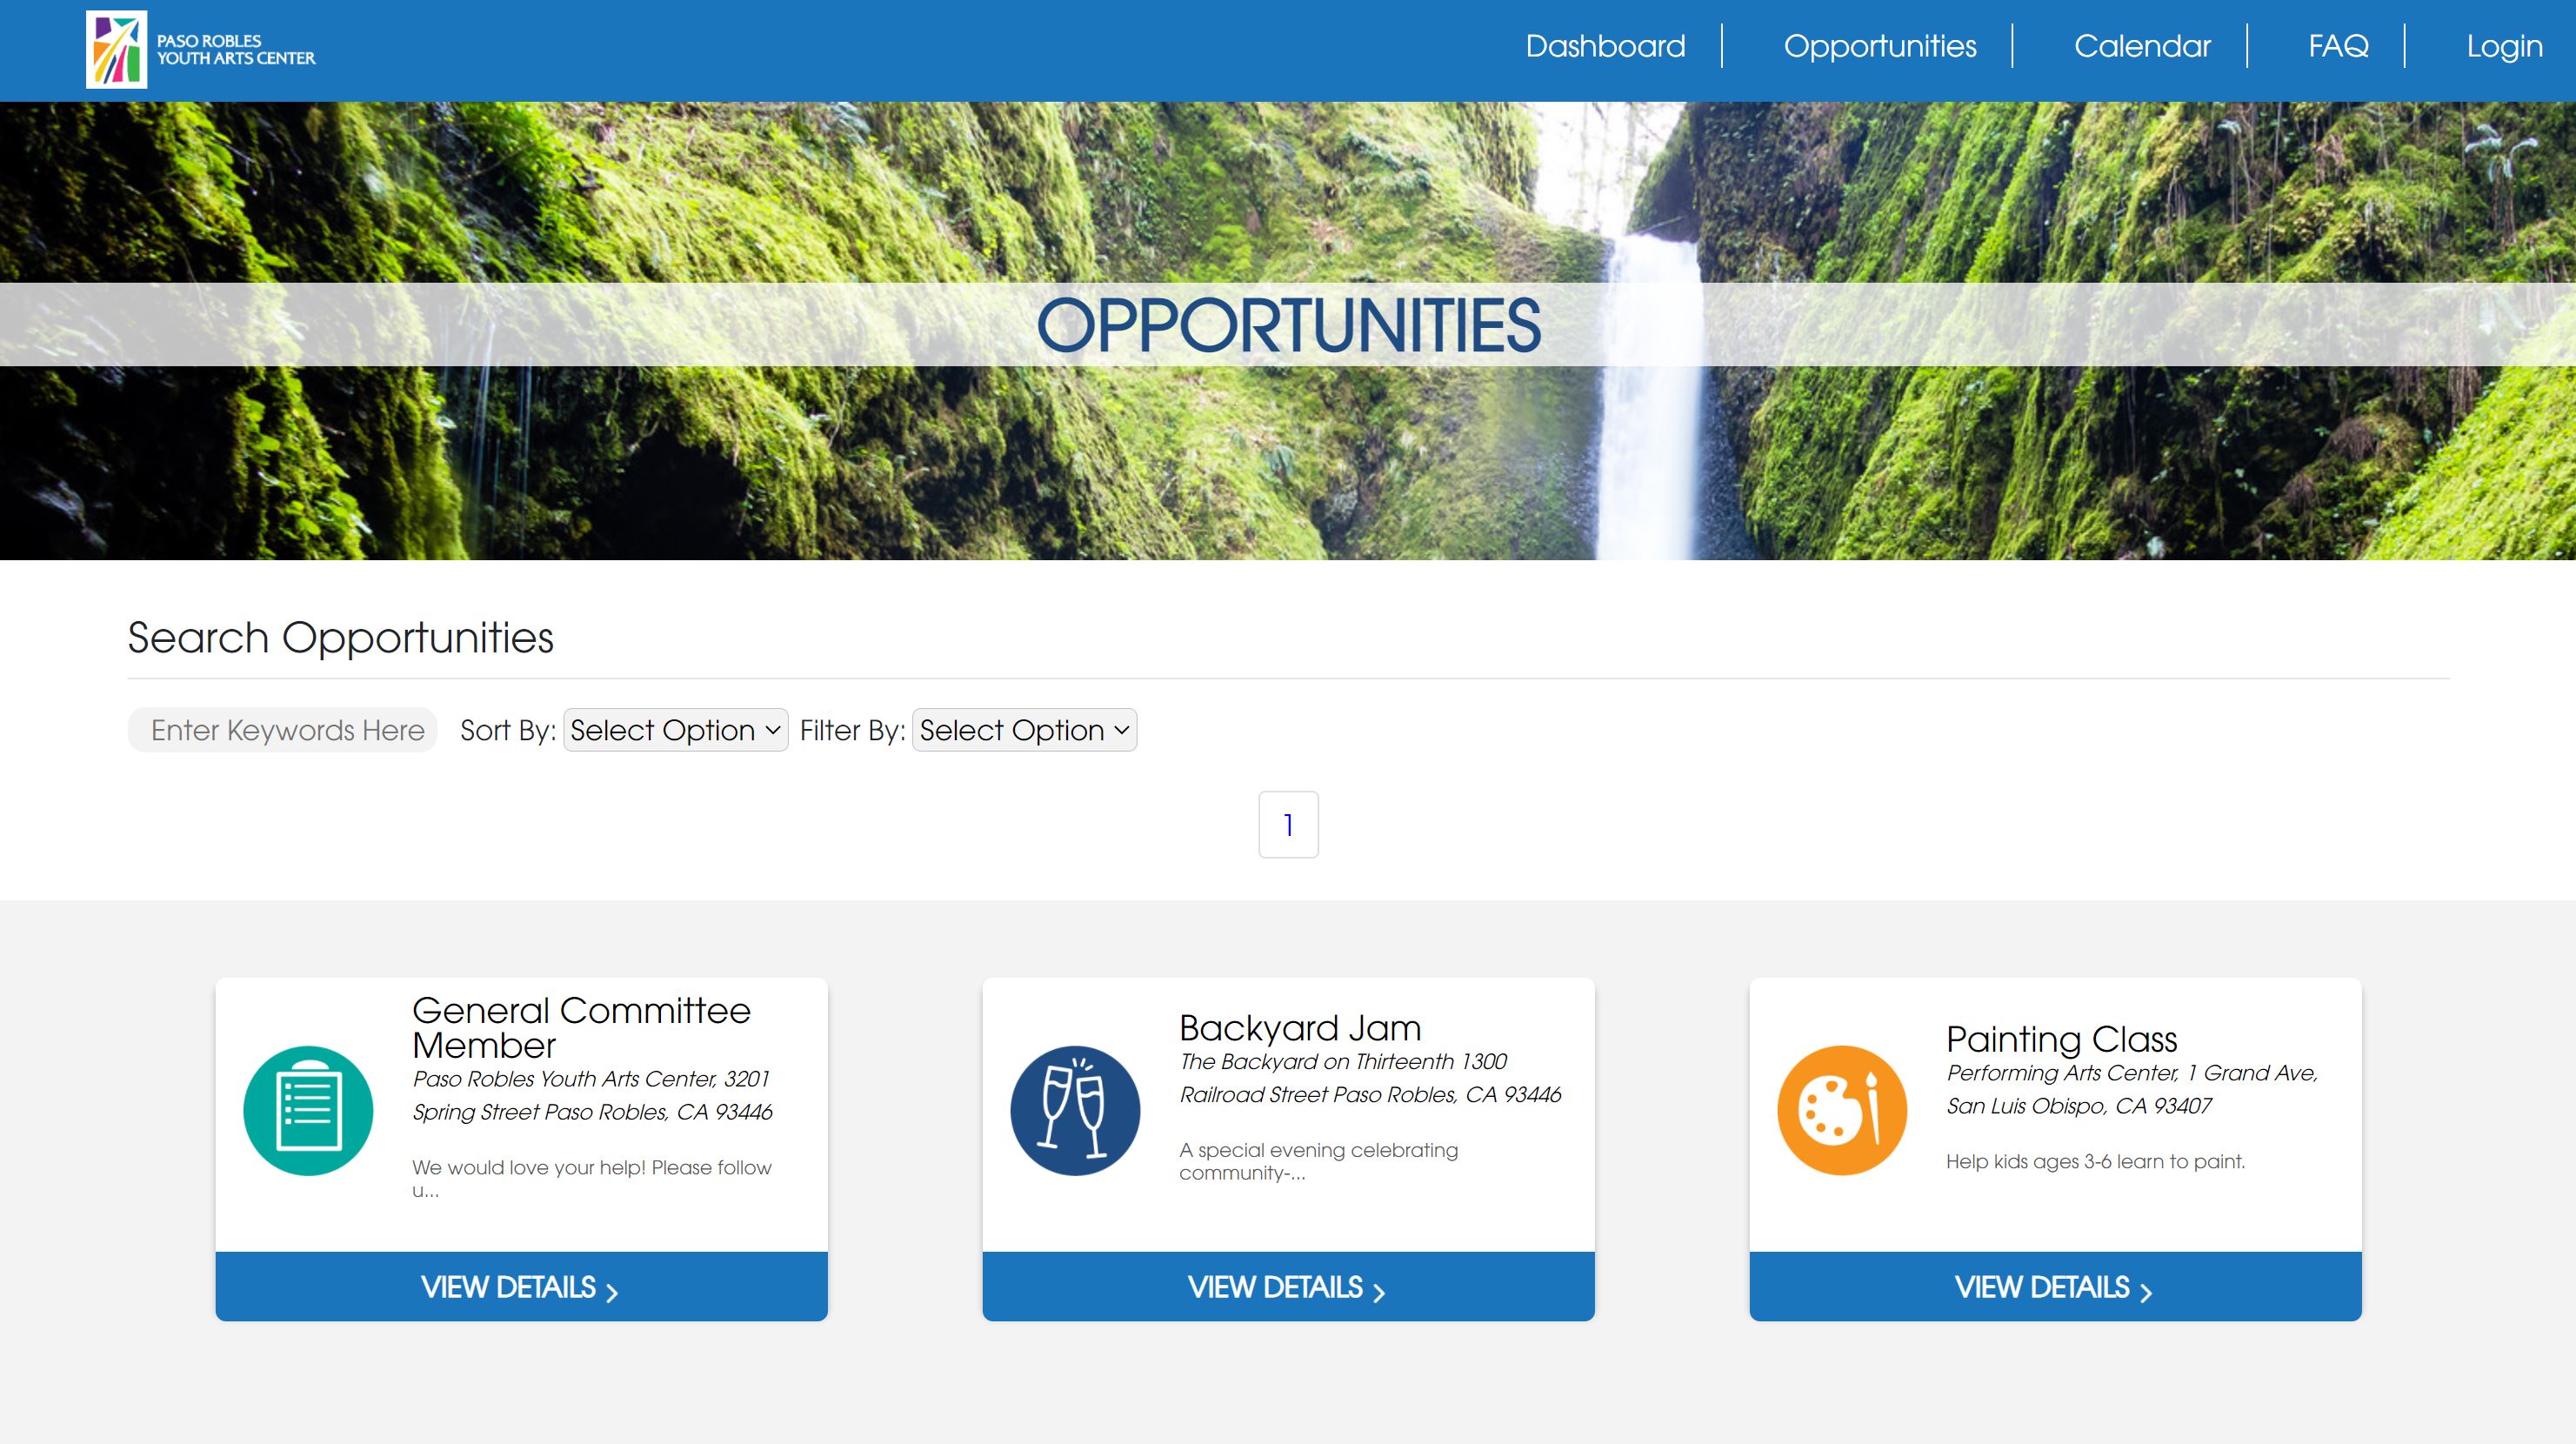 PASO ROBLES
YOUTH ARTS CENTER
Dashboard
Opportunities
Calendar
FAQ
Login
OPPORTUNITIES
Search Opportunities
Enter Keywords Here
Sort By: Select Option
Filter By: Select Option
1
General Committee
Member
Paso Robles Youth Arts Center, 3201
Spring Street Paso Robles, CA 93446
We would love your help! Please follow
u...
VIEW DETAILS
Backyard Jam
The Backyard on Thirteenth 1300
Railroad Street Paso Robles, CA 93446
A special evening celebrating
community-...
VIEW DETAILS
Painting Class
Performing Arts Center, 1 Grand Ave,
San Luis Obispo, CA 93407
Help kids ages 3-6 learn to paint.
VIEW DETAILS